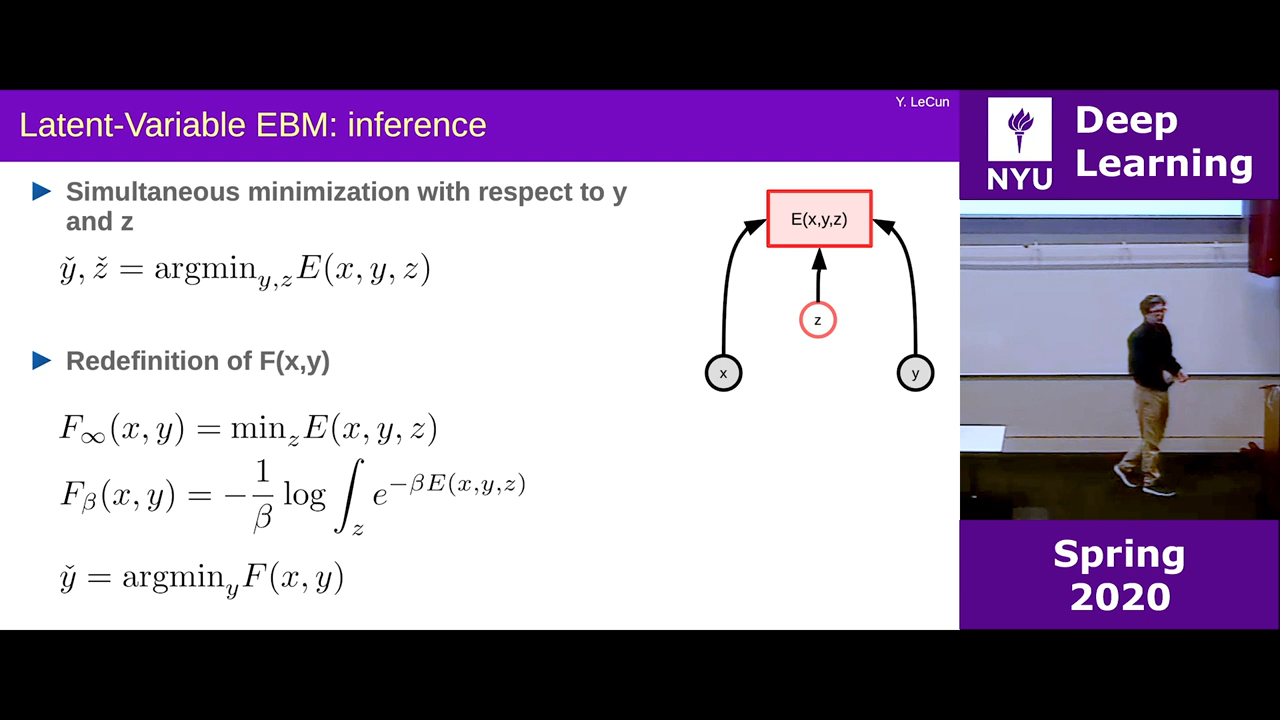 Y. LeCun
Latent-Variable EBM: inference
Simultaneous minimization with respect to y
and z
y̌, ž = argmin_{y,z} E(x, y, z)
Redefinition of F(x,y)
F_∞(x, y) = min_z E(x, y, z)
F_β(x, y) = −\frac{1}{β} log ∫_z e^{−βE(x,y,z)}
y̌ = argmin_y F(x, y)
E(x,y,z)
z
x
y
NYU
Deep
Learning
Spring
2020